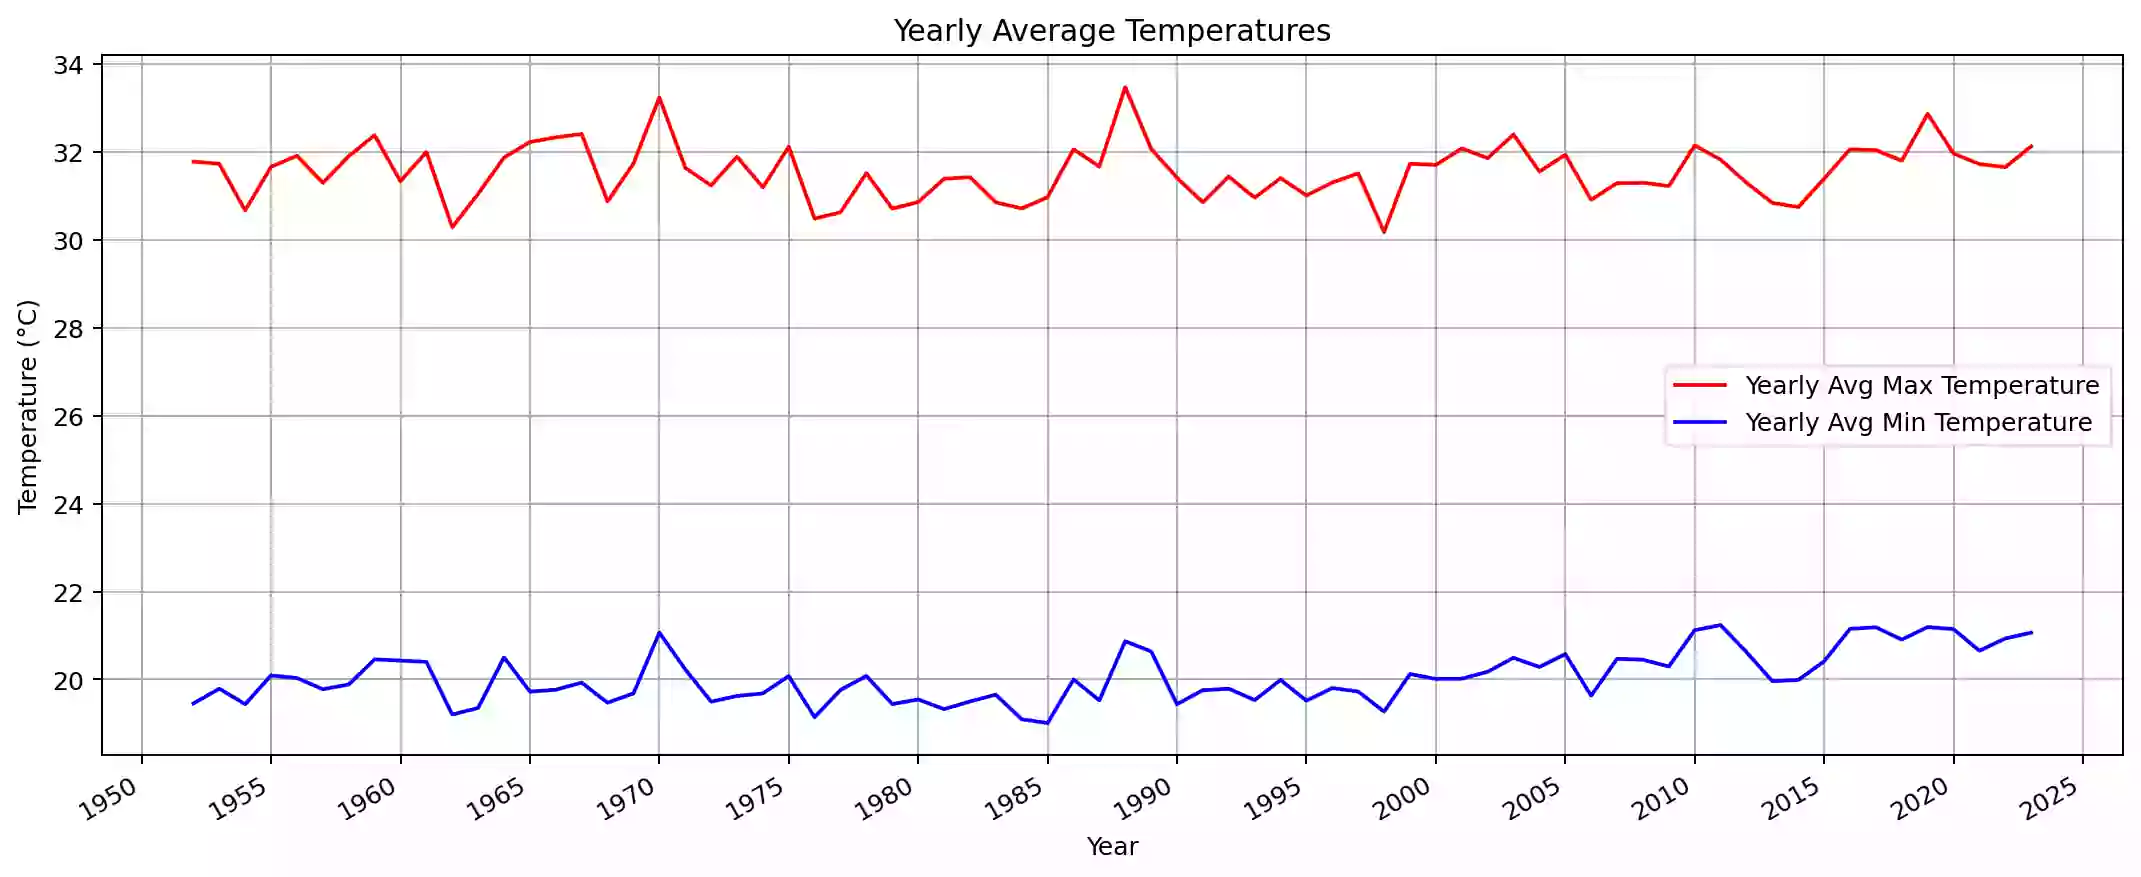 Yearly Average Temperatures
34
32
30
28
26
24
22
20
Temperature (°C)
Yearly Avg Max Temperature
Yearly Avg Min Temperature
1950 1955 1960 1965 1970 1975 1980 1985 1990 1995 2000 2005 2010 2015 2020 2025
Year